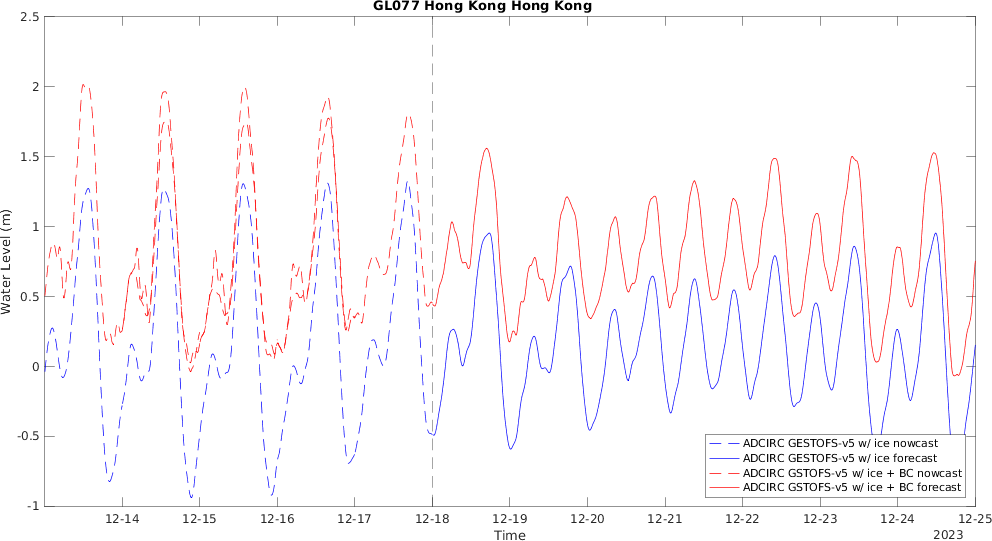 GL077 Hong Kong Hong Kong
2.5
2
1.5
1
0.5
0
-0.5
-1
Water Level (m)
12-14 12-15 12-16 12-17 12-18 12-19 12-20 12-21 12-22 12-23 12-24 12-25
Time
2023
ADCIRC GESTOFS-v5 w/ ice nowcast
ADCIRC GESTOFS-v5 w/ ice forecast
ADCIRC GSTOFS-v5 w/ ice + BC nowcast
ADCIRC GSTOFS-v5 w/ ice + BC forecast